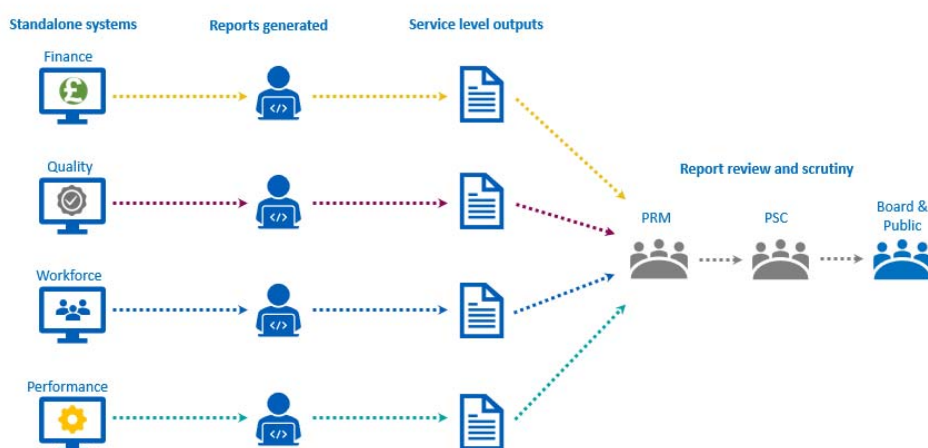 Standalone systems
Reports generated
Service level outputs
Finance
£
</>
Quality
</>
Report review and scrutiny
PRM
PSC
Board &
Public
Workforce
</>
Performance
</>